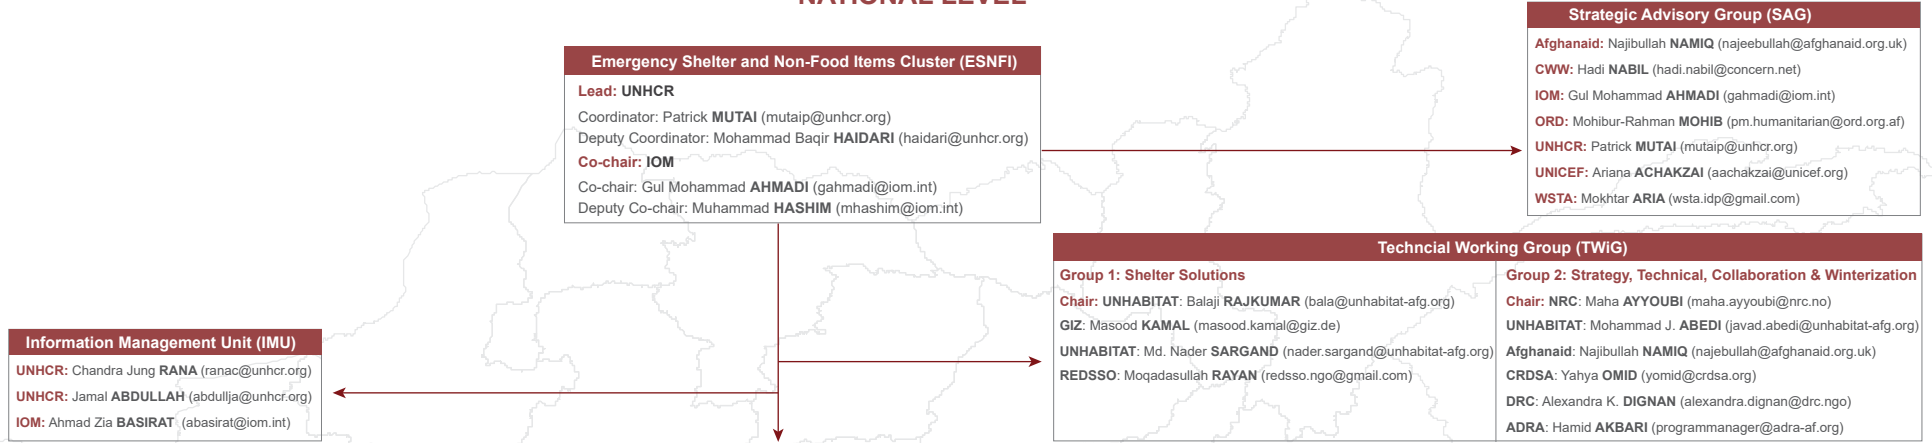 NATIONAL LEVEL
Emergency Shelter and Non-Food Items Cluster (ESNFI)
Lead: UNHCR
Coordinator: Patrick MUTAI (mutaip@unhcr.org)
Deputy Coordinator: Mohammad Baqir HAIDARI (haidari@unhcr.org)
Co-chair: IOM
Co-chair: Gul Mohammad AHMADI (gahmadi@iom.int)
Deputy Co-chair: Muhammad HASHIM (mhashim@iom.int)
Strategic Advisory Group (SAG)
Afghanaid: Najibullah NAMIQ (najeebullah@afghanaid.org.uk)
CWW: Hadi NABIL (hadi.nabil@concern.net)
IOM: Gul Mohammad AHMADI (gahmadi@iom.int)
ORD: Mohibur-Rahman MOHIB (pm.humanitarian@ord.org.af)
UNHCR: Patrick MUTAI (mutaip@unhcr.org)
UNICEF: Ariana ACHAKZAI (aachakzai@unicef.org)
WSTA: Mokhtar ARIA (wsta.idp@gmail.com)
Techncial Working Group (TWiG)
Group 1: Shelter Solutions
Chair: UNHABITAT: Balaji RAJKUMAR (bala@unhabitat-afg.org)
GIZ: Masood KAMAL (masood.kamal@giz.de)
UNHABITAT: Md. Nader SARGAND (nader.sargand@unhabitat-afg.org)
REDSSO: Moqadasullah RAYAN (redsso.ngo@gmail.com)
Group 2: Strategy, Technical, Collaboration & Winterization
Chair: NRC: Maha AYYOUBI (maha.ayyoubi@nrc.no)
UNHABITAT: Mohammad J. ABEDI (javad.abedi@unhabitat-afg.org)
Afghanaid: Najibullah NAMIQ (najebullah@afghanaid.org.uk)
CRDSA: Yahya OMID (yomid@crdsa.org)
DRC: Alexandra K. DIGNAN (alexandra.dignan@drc.ngo)
ADRA: Hamid AKBARI (programmanager@adra-af.org)
Information Management Unit (IMU)
UNHCR: Chandra Jung RANA (ranac@unhcr.org)
UNHCR: Jamal ABDULLAH (abdullja@unhcr.org)
IOM: Ahmad Zia BASIRAT (abasirat@iom.int)